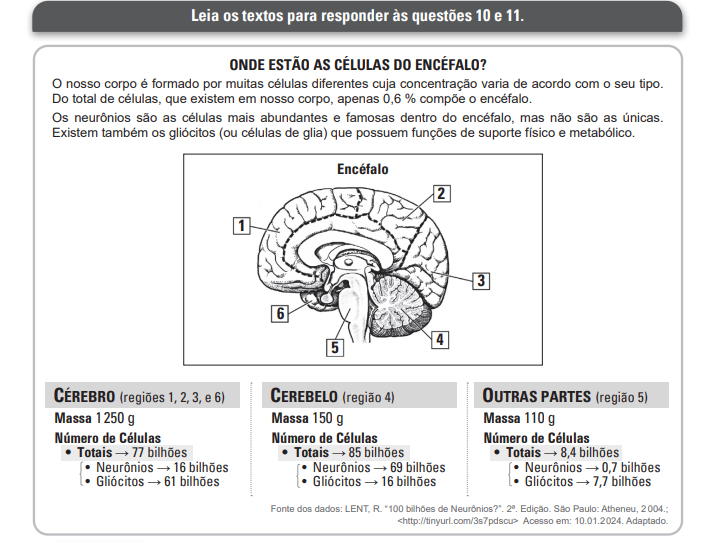 Leia os textos para responder às questões 10 e 11.
ONDE ESTÃO AS CÉLULAS DO ENCÉFALO?
O nosso corpo é formado por muitas células diferentes cuja concentração varia de acordo com o seu tipo.
Do total de células, que existem em nosso corpo, apenas 0,6 % compõe o encéfalo.
Os neurônios são as células mais abundantes e famosas dentro do encéfalo, mas não são as únicas.
Existem também os gliócitos (ou células de glia) que possuem funções de suporte físico e metabólico.
Encéfalo
1
2
3
4
5
6
CÉREBRO (regiões 1, 2, 3, e 6)
Massa 1 250 g
Número de Células
• Totais → 77 bilhões
• Neurônios → 16 bilhões
• Gliócitos → 61 bilhões
CEREBELO (região 4)
Massa 150 g
Número de Células
• Totais → 85 bilhões
• Neurônios → 69 bilhões
• Gliócitos → 16 bilhões
OUTRAS PARTES (região 5)
Massa 110 g
Número de Células
• Totais → 8,4 bilhões
• Neurônios → 0,7 bilhões
• Gliócitos → 7,7 bilhões
Fonte dos dados: LENT, R. “100 bilhões de Neurônios?”. 2ª. Edição. São Paulo: Atheneu, 2 004.;
<http://tinyurl.com/3s7pdscu> Acesso em: 10.01.2024. Adaptado.